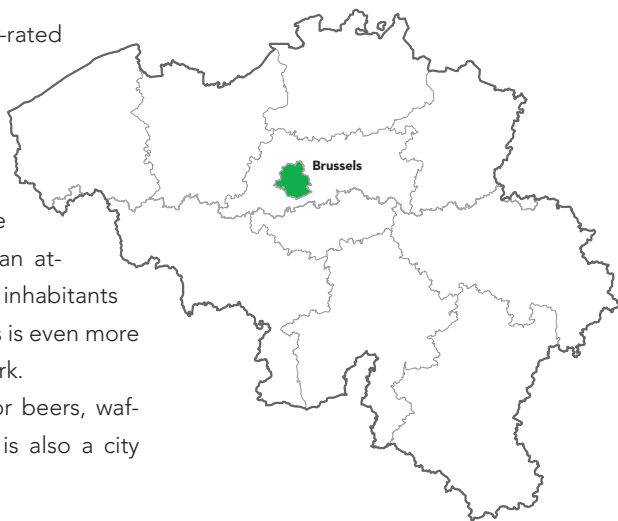 -rated
Brussels
e
an at-
inhabitants
s is even more
rk.
or beers, waf-
is also a city